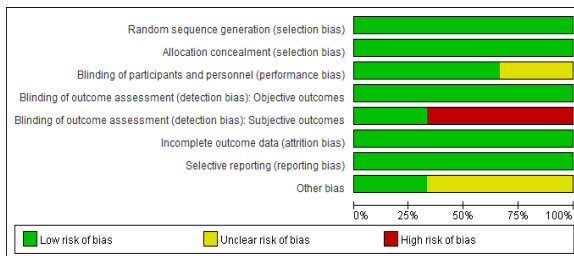 Random sequence generation (selection bias)
Allocation concealment (selection bias)
Blinding of participants and personnel (performance bias)
Blinding of outcome assessment (detection bias): Objective outcomes
Blinding of outcome assessment (detection bias): Subjective outcomes
Incomplete outcome data (attrition bias)
Selective reporting (reporting bias)
Other bias
0% 25% 50% 75% 100%
Low risk of bias Unclear risk of bias High risk of bias